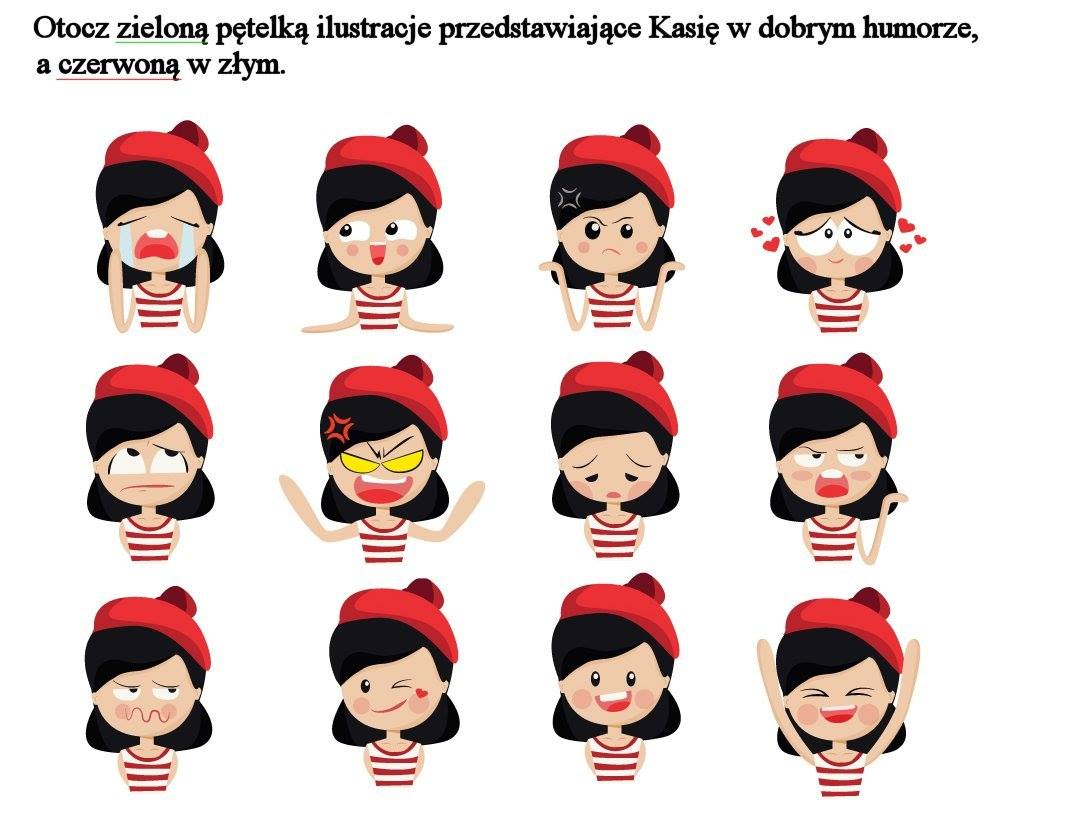 Otocz zieloną pętelką ilustracje przedstawiające Kasię w dobrym humorze,
a czerwoną w złym.